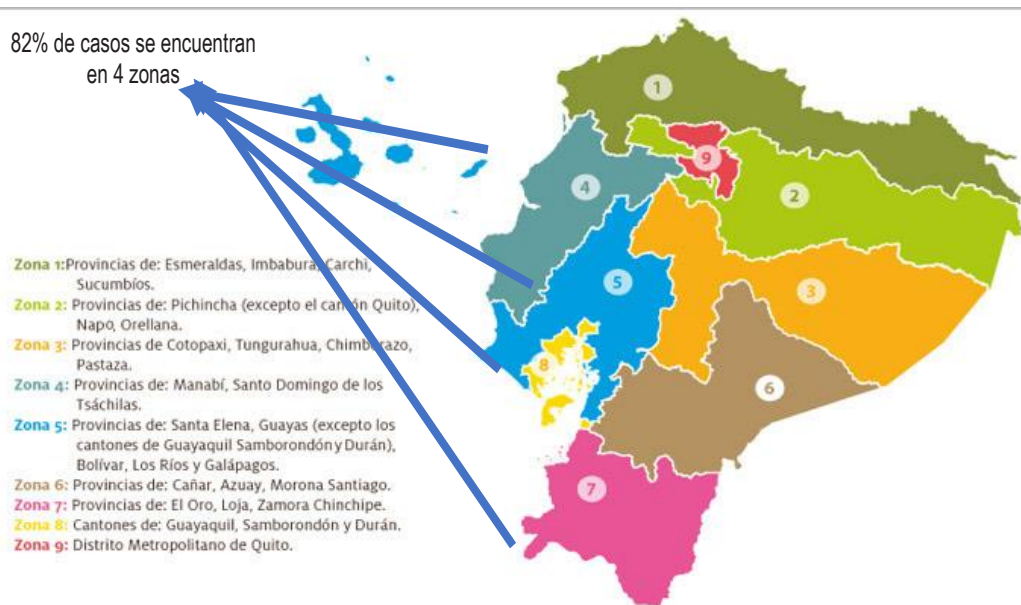 82% de casos se encuentran
en 4 zonas
1
9
2
4
5
3
8
6
7
Zona 1:Provincias de: Esmeraldas, Imbabura, Carchi,
Sucumbíos.
Zona 2: Provincias de: Pichincha (excepto el cantón Quito),
Napo, Orellana.
Zona 3: Provincias de Cotopaxi, Tungurahua, Chimborazo,
Pastaza.
Zona 4: Provincias de: Manabí, Santo Domingo de los
Tsáchilas.
Zona 5: Provincias de: Santa Elena, Guayas (excepto los
cantones de Guayaquil Samborondón y Durán),
Bolívar, Los Ríos y Galápagos.
Zona 6: Provincias de: Cañar, Azuay, Morona Santiago.
Zona 7: Provincias de: El Oro, Loja, Zamora Chinchipe.
Zona 8: Cantones de: Guayaquil, Samborondón y Durán.
Zona 9: Distrito Metropolitano de Quito.